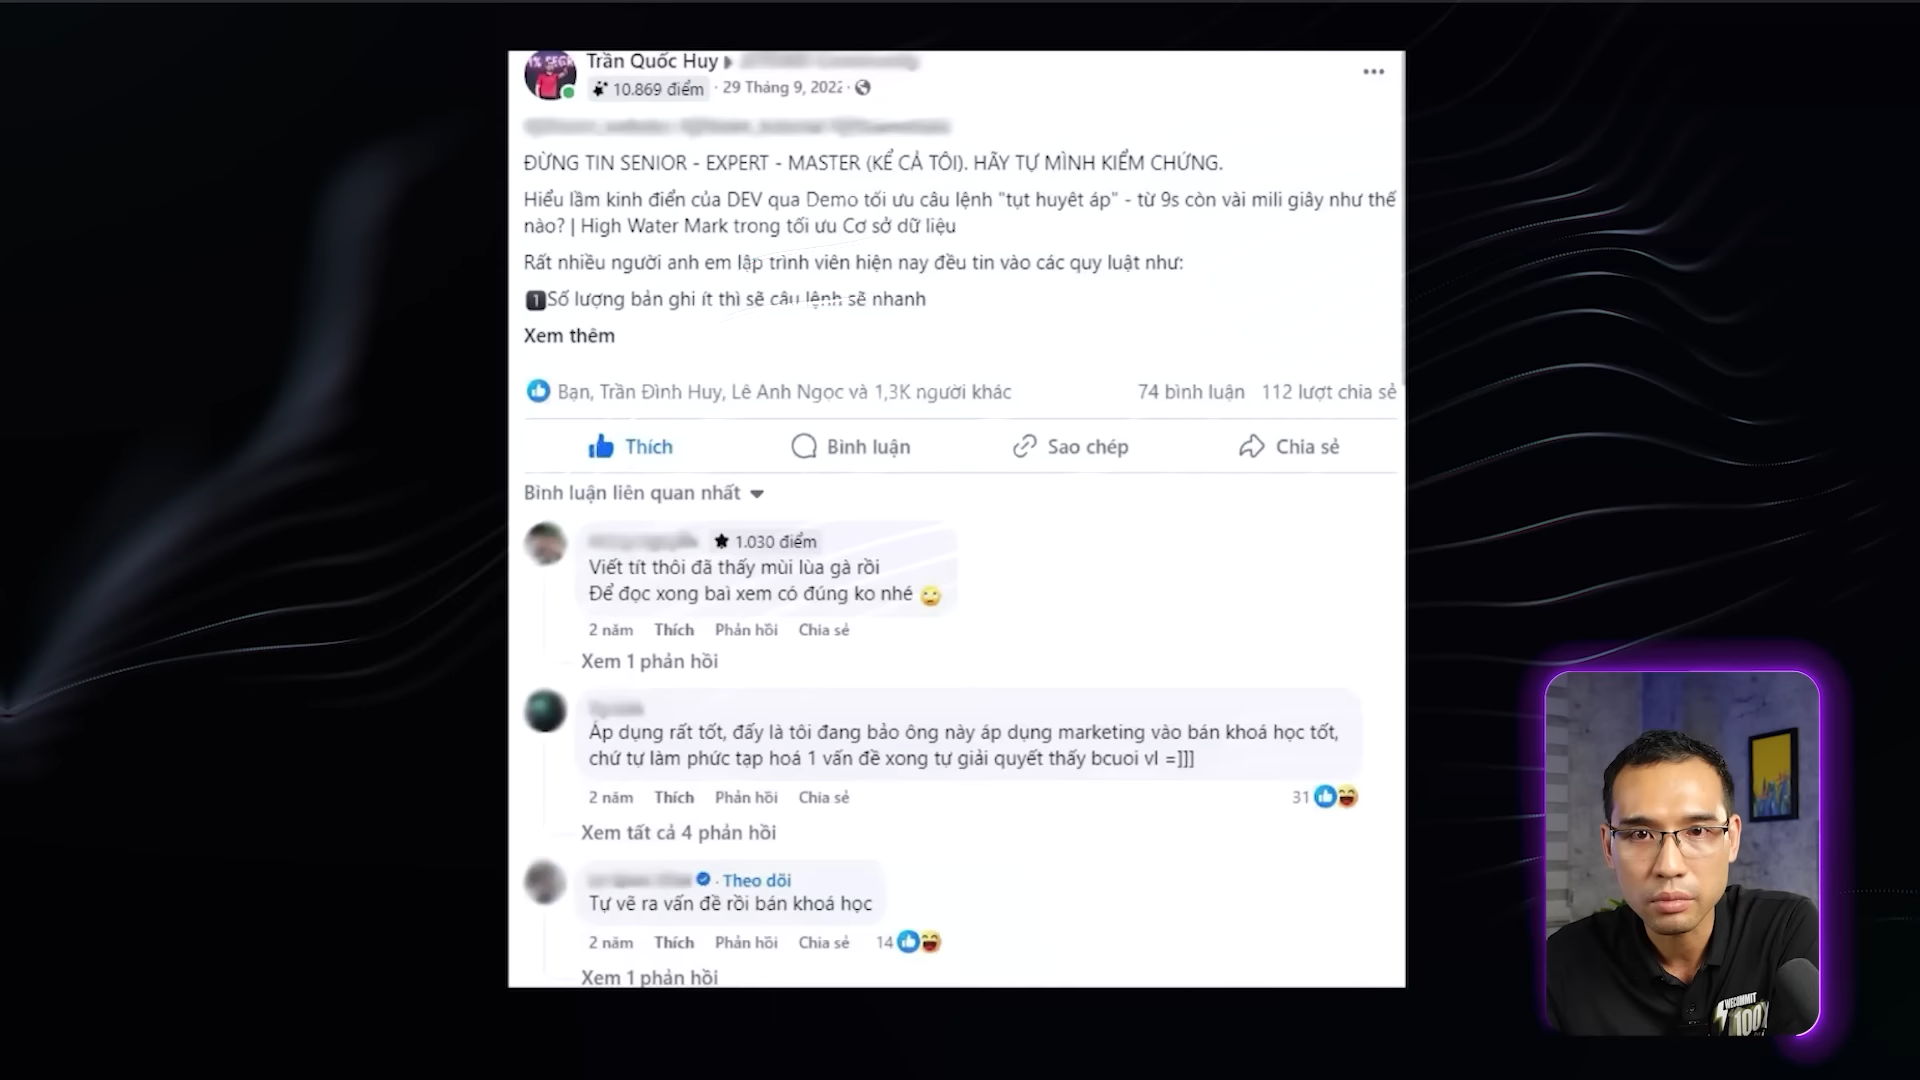 Trần Quốc Huy
10.869 điểm · 29 Tháng 9, 2022 ·
ĐỪNG TIN SENIOR - EXPERT - MASTER (KỂ CẢ TÔI). HÃY TỰ MÌNH KIỂM CHỨNG.
Hiểu lầm kinh điển của DEV qua Demo tối ưu câu lệnh "tụt huyêt áp" - từ 9s còn vài mili giây như thế
nào? | High Water Mark trong tối ưu Cơ sở dữ liệu
Rất nhiều người anh em lập trình viên hiện nay đều tin vào các quy luật như:
1 Số lượng bản ghi ít thì sẽ câu lệnh sẽ nhanh
Xem thêm
Bạn, Trần Đình Huy, Lê Anh Ngọc và 1,3K người khác 74 bình luận 112 lượt chia sẻ
Thích Bình luận Sao chép Chia sẻ
Bình luận liên quan nhất
1.030 điểm
Viết tít thôi đã thấy mùi lùa gà rồi
Để đọc xong baì xem có đúng ko nhé
2 năm Thích Phản hồi Chia sẻ
Xem 1 phản hồi
Áp dụng rất tốt, đấy là tôi đang bảo ông này áp dụng marketing vào bán khoá học tốt,
chứ tự làm phức tạp hoá 1 vấn đề xong tự giải quyết thấy bcuoi vl =]]]
2 năm Thích Phản hồi Chia sẻ 31
Xem tất cả 4 phản hồi
· Theo dõi
Tự vẽ ra vấn đề rồi bán khoá học
2 năm Thích Phản hồi Chia sẻ 14
Xem 1 phản hồi
WECOMMIT
100